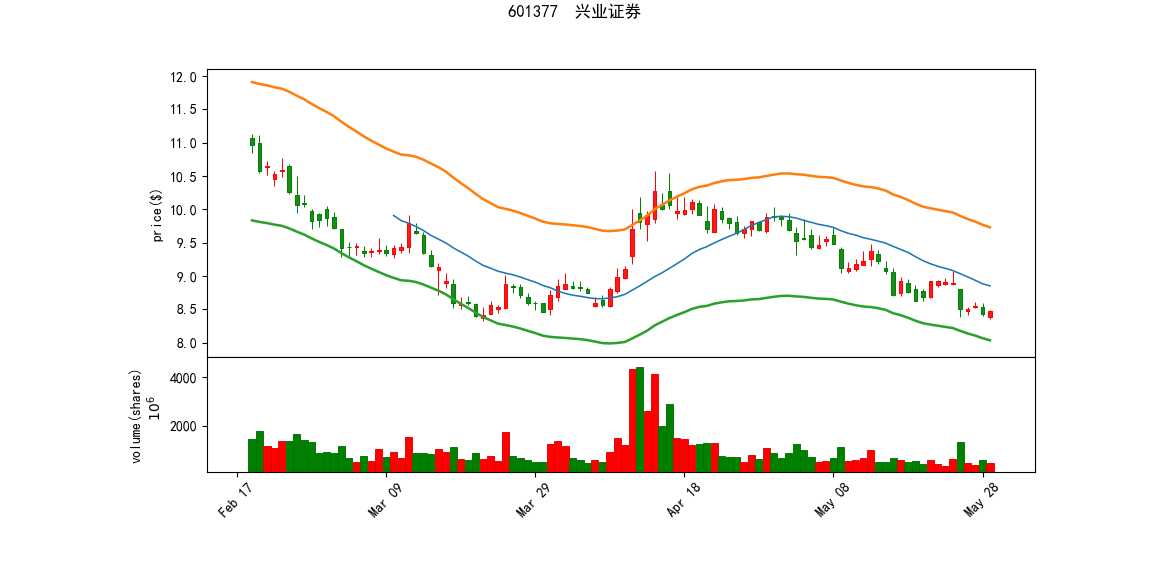 601377 兴业证券
price($)
12.0
11.5
11.0
10.5
10.0
9.5
9.0
8.5
8.0
volume(shares)
10^6
4000
2000
Feb 17
Mar 09
Mar 29
Apr 18
May 08
May 28